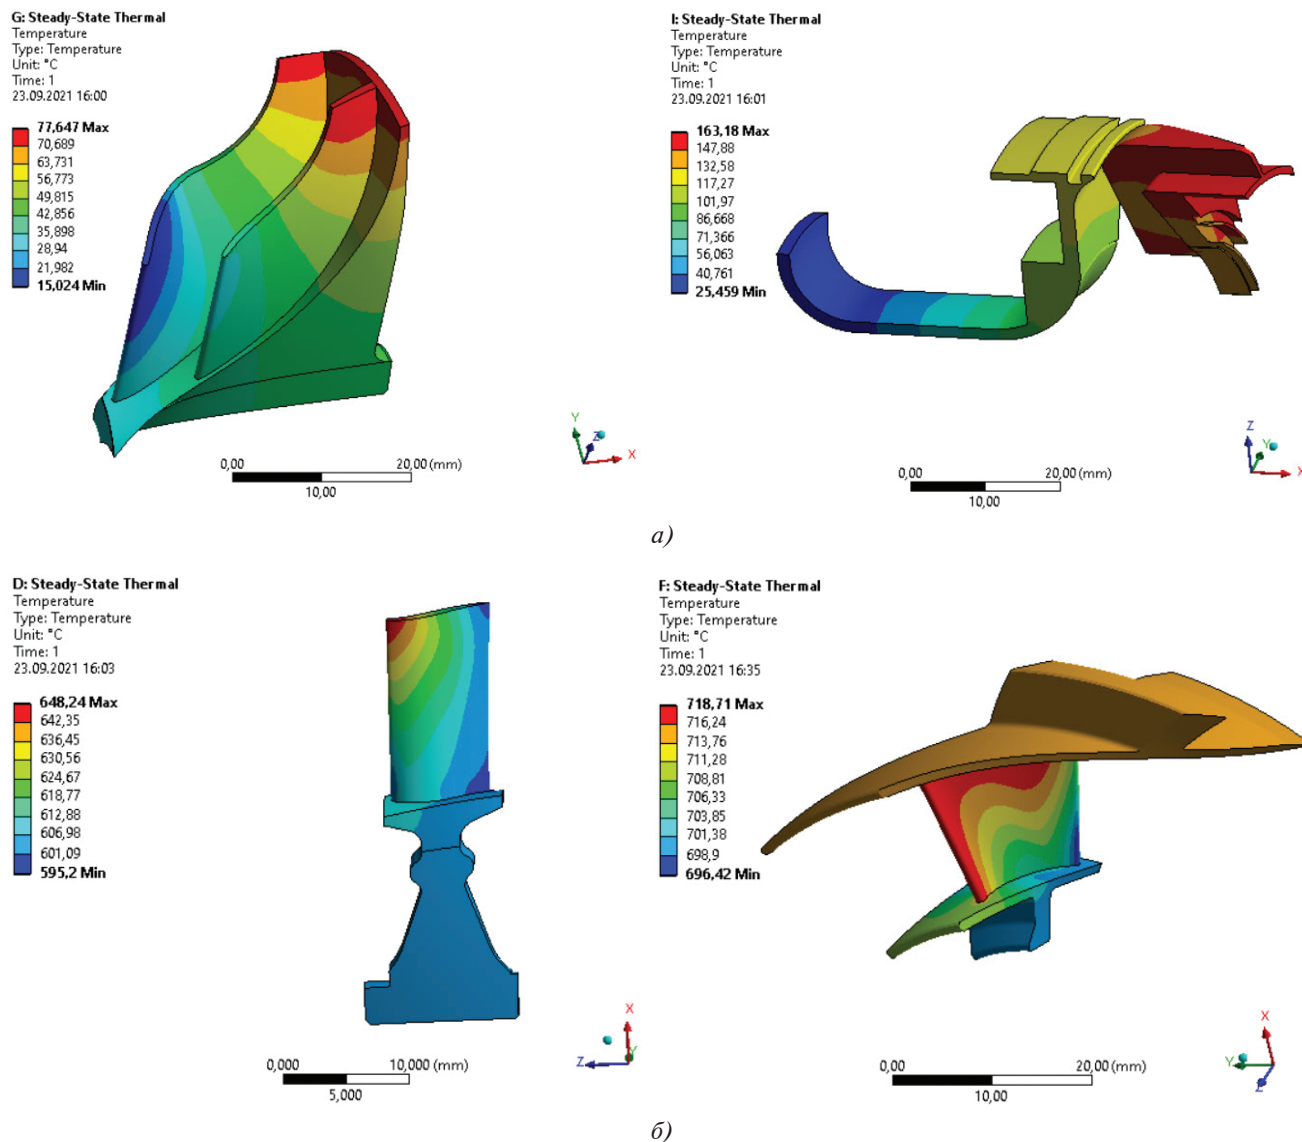 G: Steady-State Thermal
Temperature
Type: Temperature
Unit: °C
Time: 1
23.09.2021 16:00
77,647 Max
70,689
63,731
56,773
49,815
42,856
35,898
28,94
21,982
15,024 Min
Y
Z
X
0,00
20,00 (mm)
10,00
I: Steady-State Thermal
Temperature
Type: Temperature
Unit: °C
Time: 1
23.09.2021 16:01
163,18 Max
147,88
132,58
117,27
101,97
86,668
71,366
56,063
40,761
25,459 Min
Z
Y
X
0,00
20,00 (mm)
10,00
а)
D: Steady-State Thermal
Temperature
Type: Temperature
Unit: °C
Time: 1
23.09.2021 16:03
648,24 Max
642,35
636,45
630,56
624,67
618,77
612,88
606,98
601,09
595,2 Min
X
Z
Y
0,000
10,000 (mm)
5,000
F: Steady-State Thermal
Temperature
Type: Temperature
Unit: °C
Time: 1
23.09.2021 16:35
718,71 Max
716,24
713,76
711,28
708,81
706,33
703,85
701,38
698,9
696,42 Min
X
Y
Z
0,00
20,00 (mm)
10,00
б)